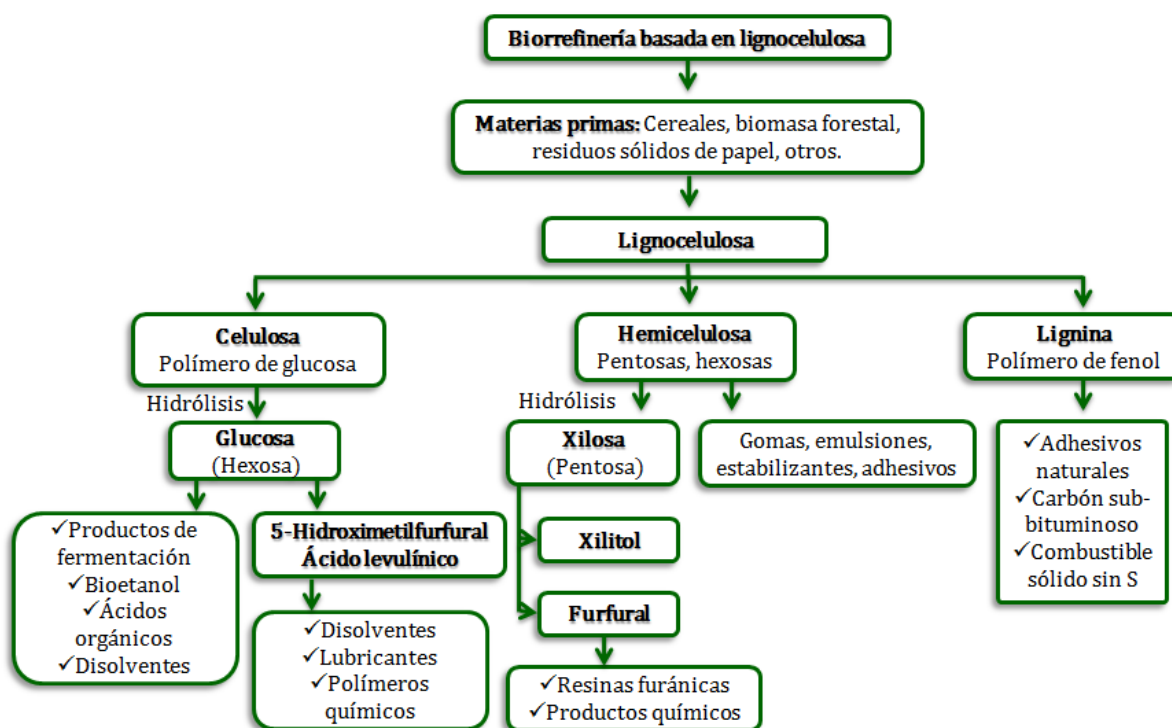 Biorrefinería basada en lignocelulosa
Materias primas: Cereales, biomasa forestal,
residuos sólidos de papel, otros.
Lignocelulosa
Celulosa
Polímero de glucosa
Hemicelulosa
Pentosas, hexosas
Lignina
Polímero de fenol
Hidrólisis
Hidrólisis
Glucosa
(Hexosa)
Xilosa
(Pentosa)
Gomas, emulsiones,
estabilizantes, adhesivos
✓Adhesivos
naturales
✓Carbón sub-
bituminoso
✓Combustible
sólido sin S
✓Productos de
fermentación
✓Bioetanol
✓Ácidos
orgánicos
✓Disolventes
5-Hidroximetilfurfural
Ácido levulínico
Xilitol
Furfural
✓Disolventes
✓Lubricantes
✓Polímeros
químicos
✓Resinas furánicas
✓Productos químicos